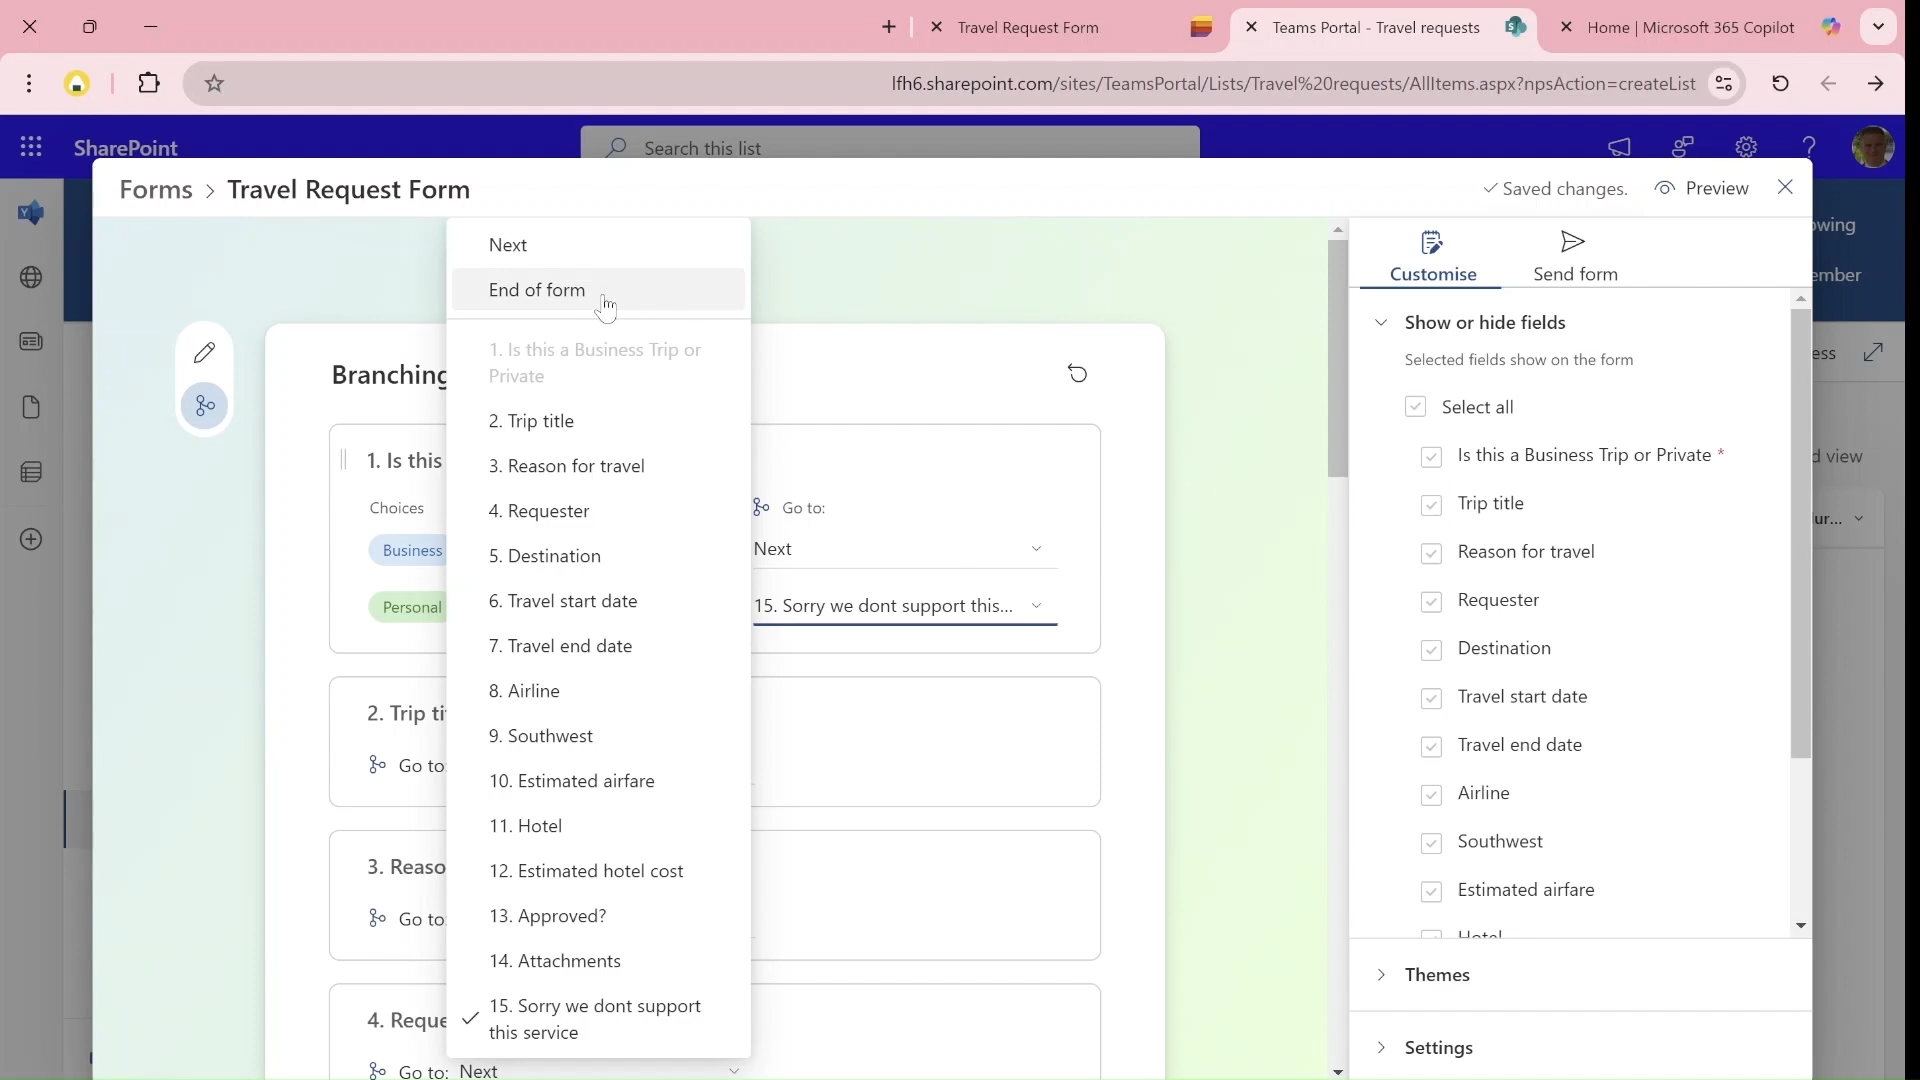 Travel Request Form
Teams Portal - Travel requests
Home | Microsoft 365 Copilot
lfh6.sharepoint.com/sites/TeamsPortal/Lists/Travel%20requests/AllItems.aspx?npsAction=createList
SharePoint
Search this list
Forms > Travel Request Form
Saved changes.
Preview
Next
End of form
1. Is this a Business Trip or
Private
2. Trip title
3. Reason for travel
4. Requester
5. Destination
6. Travel start date
7. Travel end date
8. Airline
9. Southwest
10. Estimated airfare
11. Hotel
12. Estimated hotel cost
13. Approved?
14. Attachments
15. Sorry we dont support
this service
Branching
1. Is this
Choices
Go to:
Business
Next
Personal
15. Sorry we dont support this...
2. Trip ti
Go to:
3. Reaso
Go to:
4. Reque
Go to: Next
Customise
Send form
Show or hide fields
Selected fields show on the form
Select all
Is this a Business Trip or Private *
Trip title
Reason for travel
Requester
Destination
Travel start date
Travel end date
Airline
Southwest
Estimated airfare
Hotel
Themes
Settings